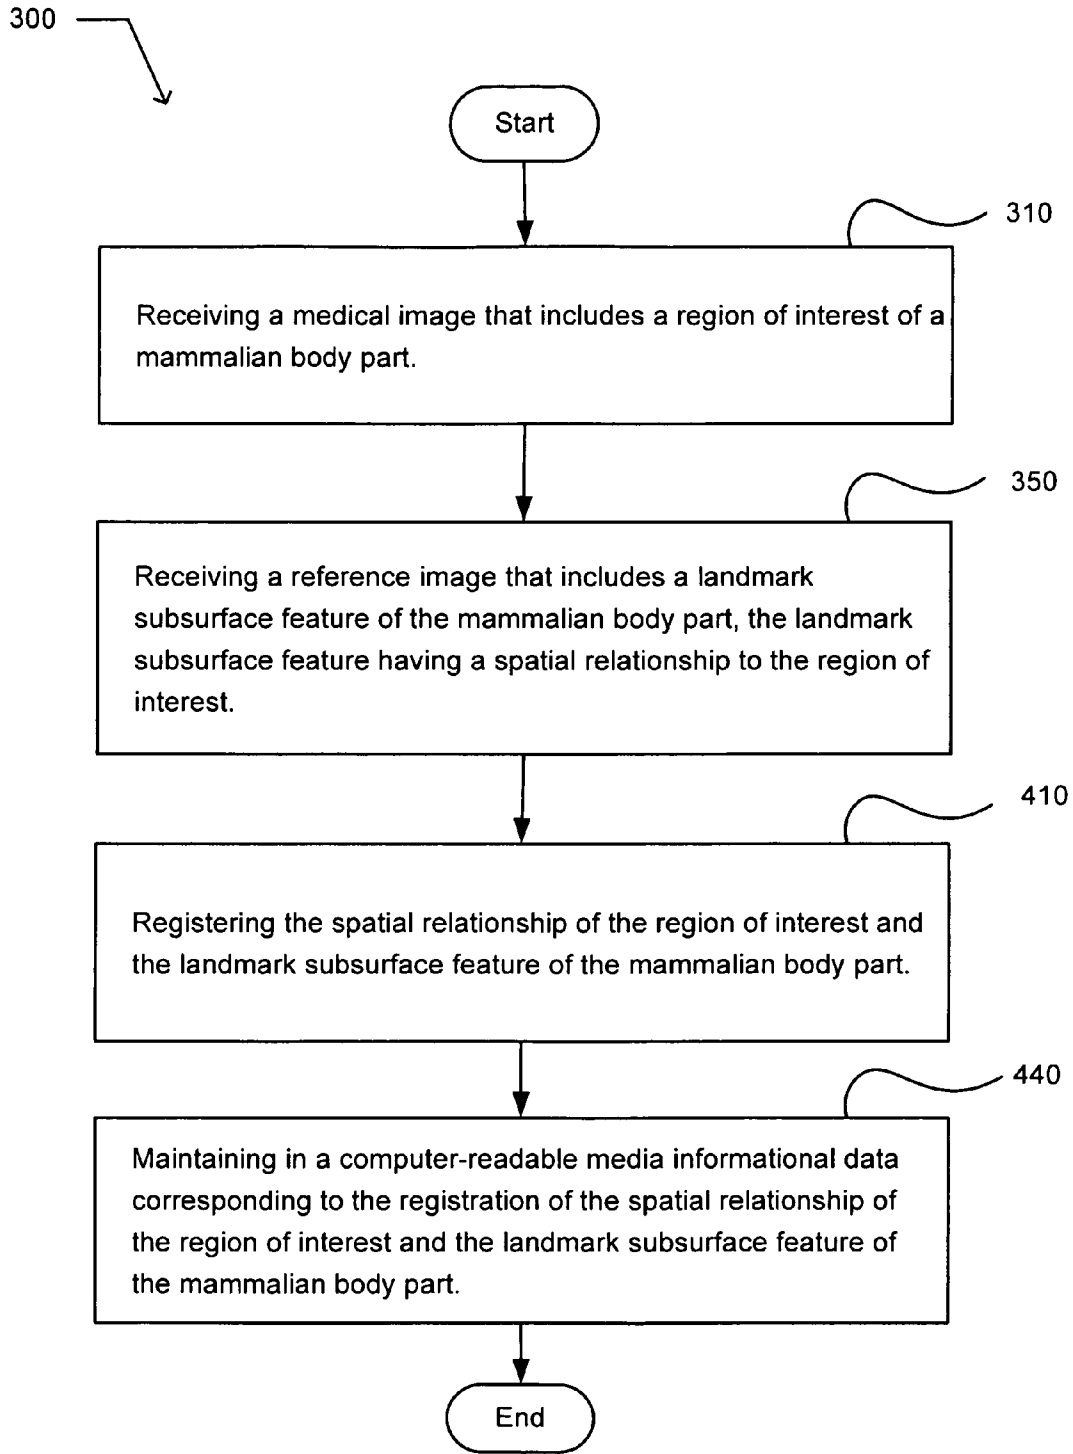 300
Start
310
Receiving a medical image that includes a region of interest of a
mammalian body part.
350
Receiving a reference image that includes a landmark
subsurface feature of the mammalian body part, the landmark
subsurface feature having a spatial relationship to the region of
interest.
410
Registering the spatial relationship of the region of interest and
the landmark subsurface feature of the mammalian body part.
440
Maintaining in a computer-readable media informational data
corresponding to the registration of the spatial relationship of
the region of interest and the landmark subsurface feature of
the mammalian body part.
End